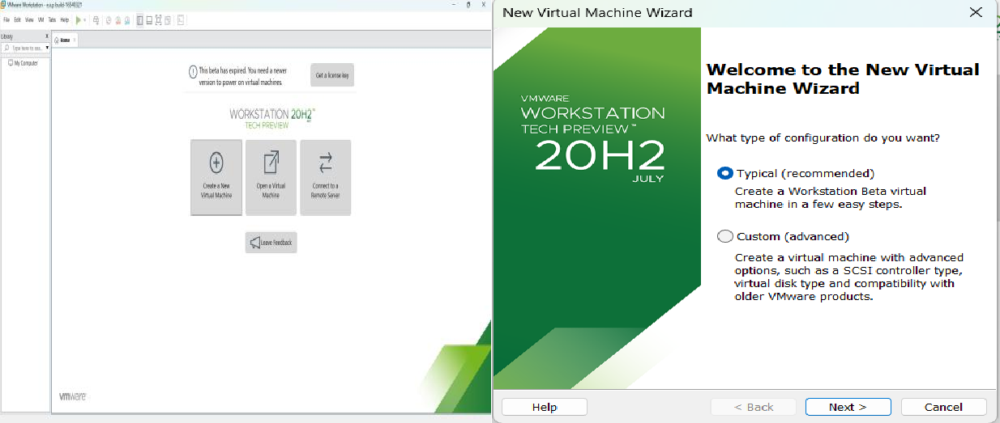 VMware Workstation - e.x.p build-16540321
File Edit View VM Tabs Help
Library
Type here to sea...
My Computer
Home
This beta has expired. You need a newer
version to power on virtual machines.
Get a license key
WORKSTATION 20H2™
TECH PREVIEW
Create a New
Virtual Machine
Open a Virtual
Machine
Connect to a
Remote Server
Leave Feedback
vmware
New Virtual Machine Wizard
VMWARE
WORKSTATION
TECH PREVIEW™
20H2
JULY
Welcome to the New Virtual
Machine Wizard
What type of configuration do you want?
Typical (recommended)
Create a Workstation Beta virtual
machine in a few easy steps.
Custom (advanced)
Create a virtual machine with advanced
options, such as a SCSI controller type,
virtual disk type and compatibility with
older VMware products.
Help
< Back
Next >
Cancel